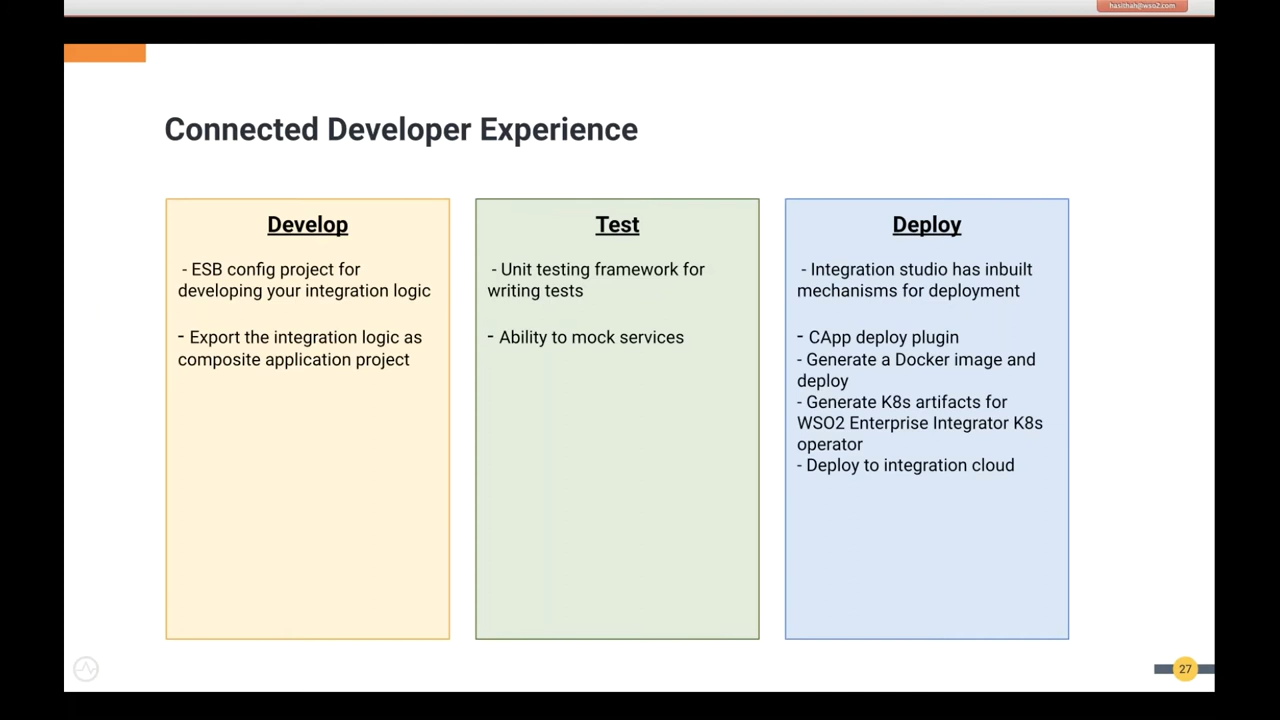 hasithah@wso2.com
Connected Developer Experience
Develop
- ESB config project for
developing your integration logic
- Export the integration logic as
composite application project
Test
- Unit testing framework for
writing tests
- Ability to mock services
Deploy
- Integration studio has inbuilt
mechanisms for deployment
- CApp deploy plugin
- Generate a Docker image and
deploy
- Generate K8s artifacts for
WSO2 Enterprise Integrator K8s
operator
- Deploy to integration cloud
27